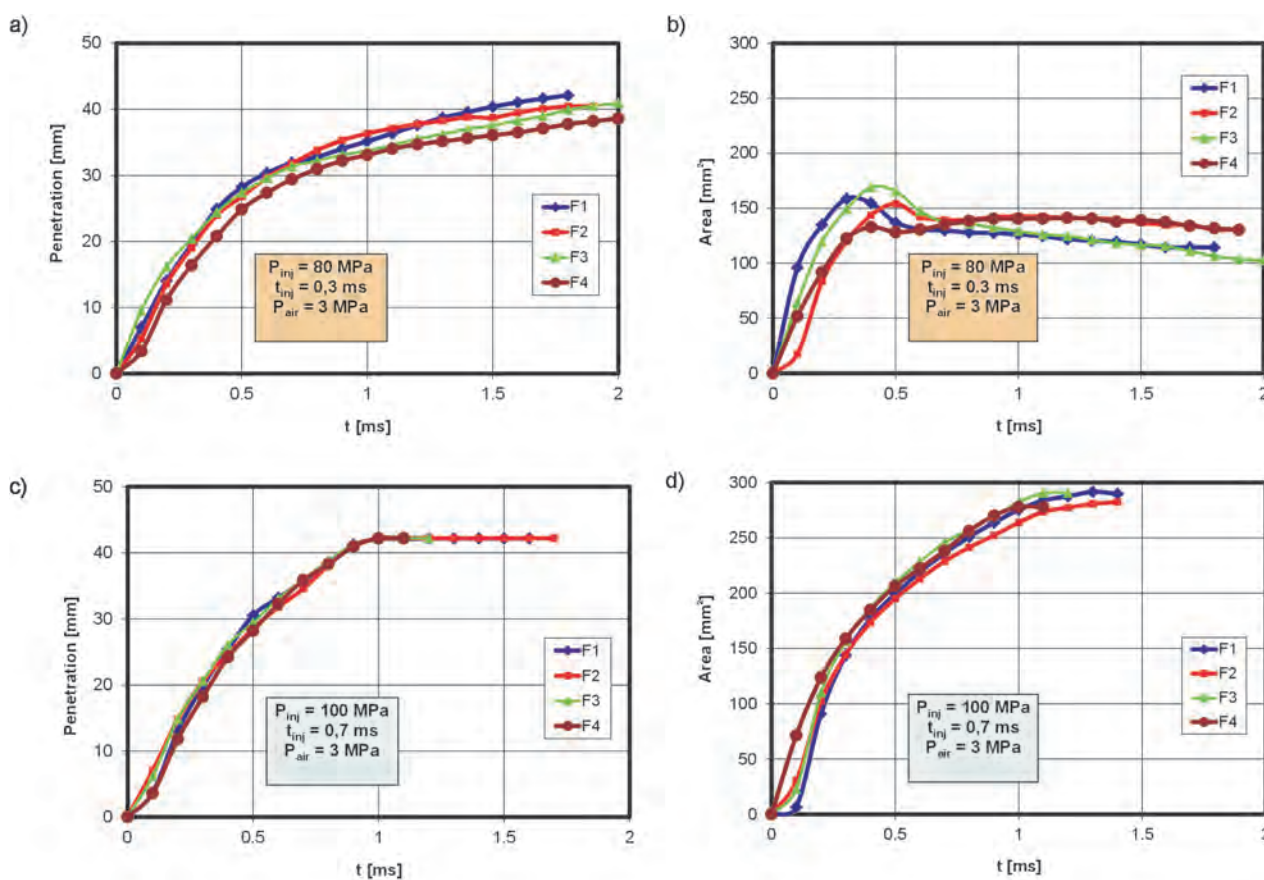 a)
50
40
30
20
10
0
Penetration [mm]
0 0.5 1 1.5 2
t [ms]
F1
F2
F3
F4
P_inj = 80 MPa
t_inj = 0,3 ms
P_air = 3 MPa
b)
300
250
200
150
100
50
0
Area [mm²]
0 0.5 1 1.5 2
t [ms]
F1
F2
F3
F4
P_inj = 80 MPa
t_inj = 0.3 ms
P_air = 3 MPa
c)
50
40
30
20
10
0
Penetration [mm]
0 0.5 1 1.5 2
t [ms]
F1
F2
F3
F4
P_inj = 100 MPa
t_inj = 0,7 ms
P_air = 3 MPa
d)
300
250
200
150
100
50
0
Area [mm²]
0 0.5 1 1.5 2
t [ms]
F1
F2
F3
F4
P_inj = 100 MPa
t_inj = 0,7 ms
P_air = 3 MPa